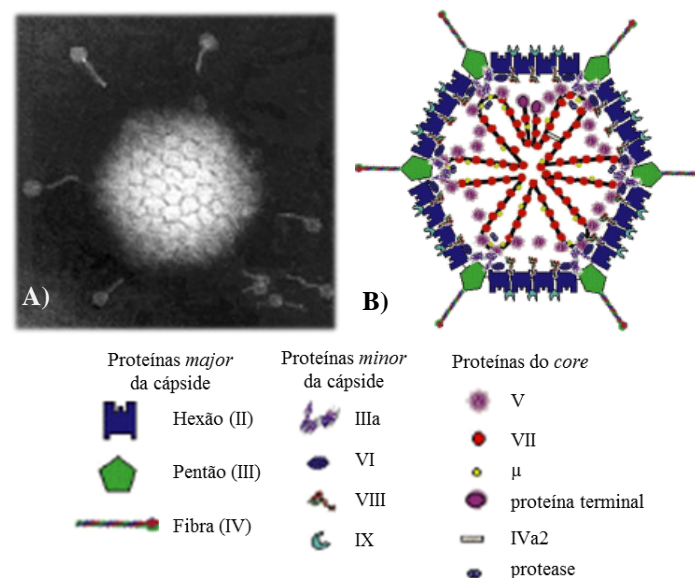 A)
B)
Proteínas major
da cápside
Hexão (II)
Pentão (III)
Fibra (IV)
Proteínas minor
da cápside
IIIa
VI
VIII
IX
Proteínas do core
V
VII
µ
proteína terminal
IVa2
protease